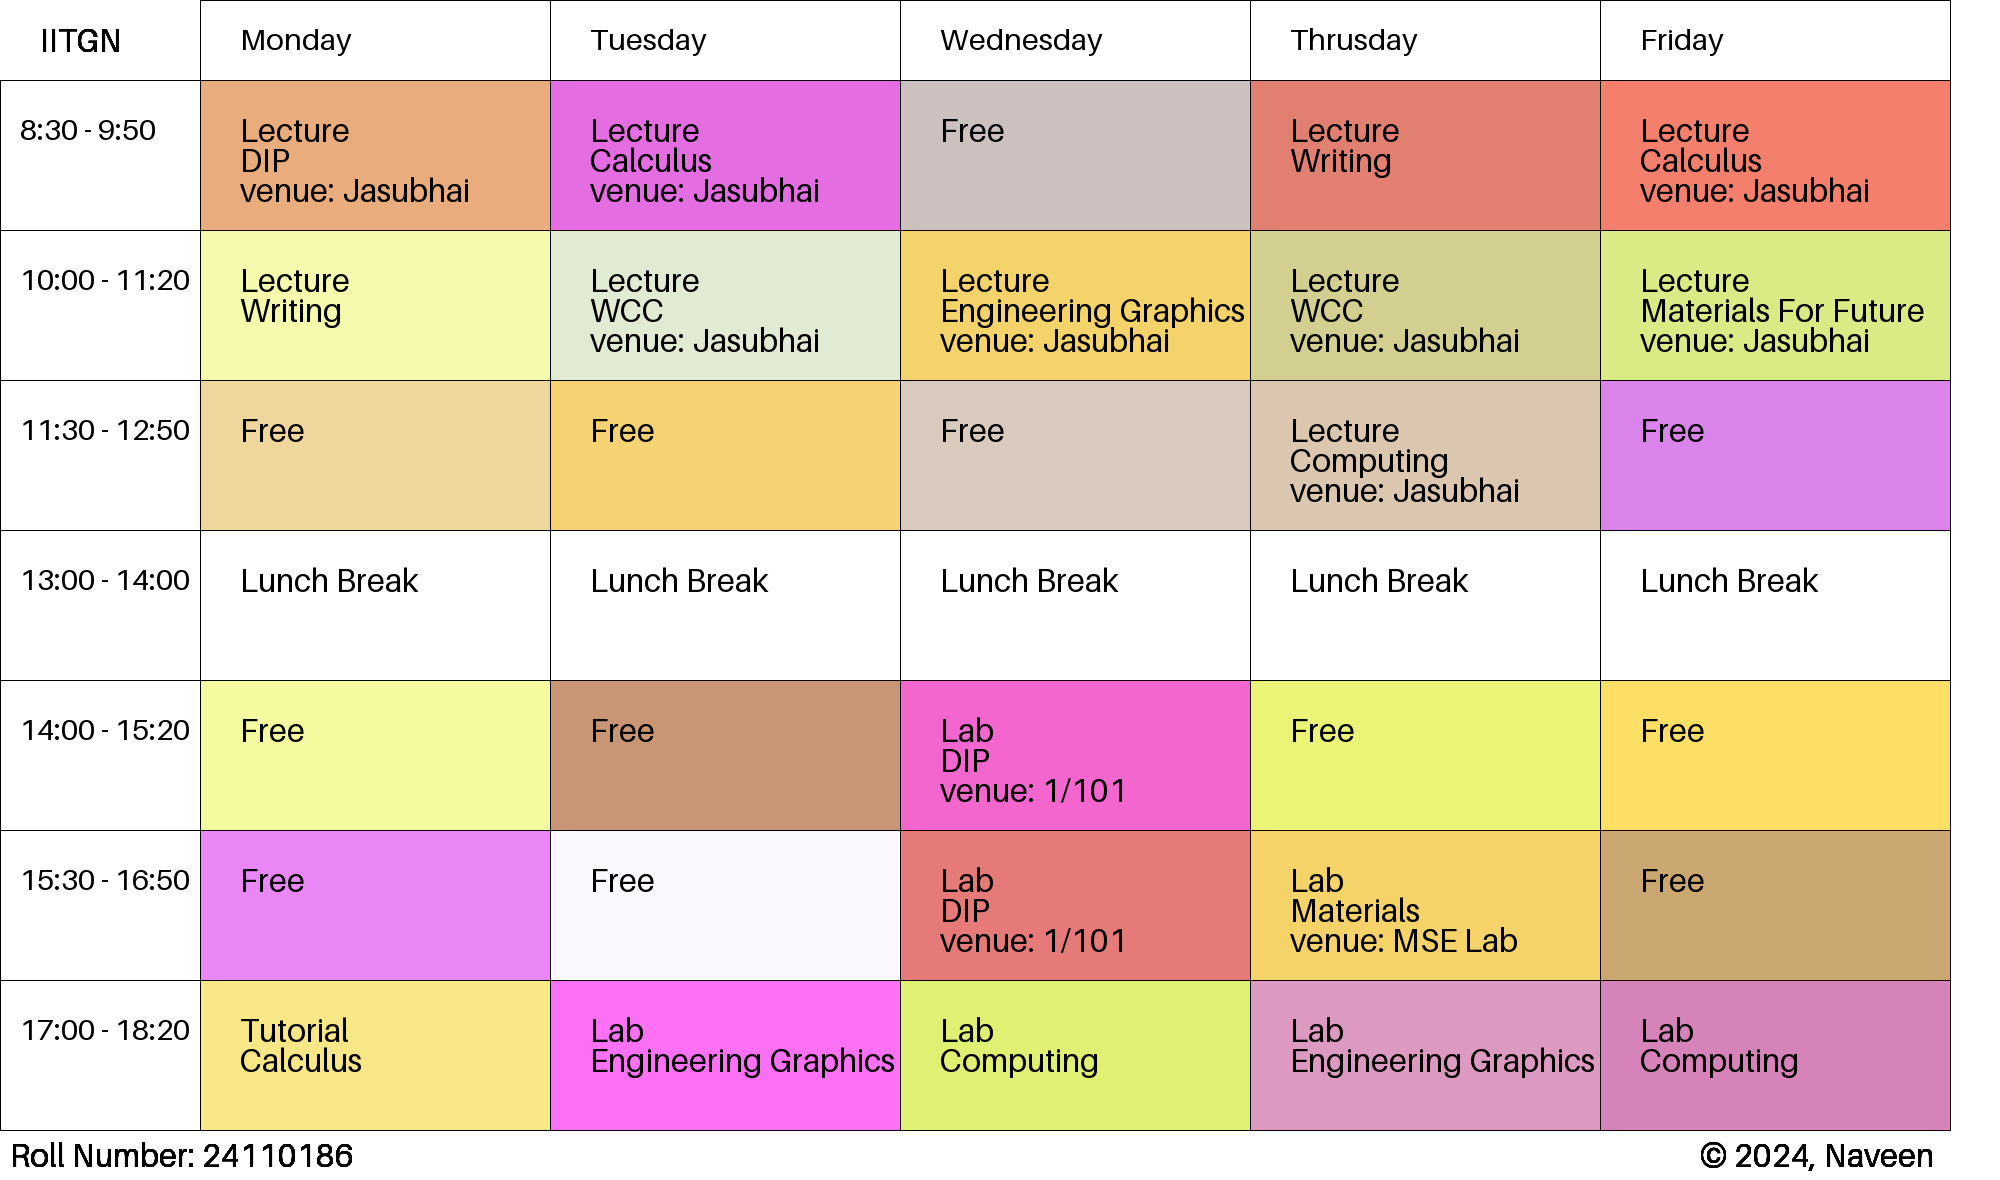 IITGN Monday Tuesday Wednesday Thrusday Friday
8:30 - 9:50
Lecture
DIP
venue: Jasubhai
Lecture
Calculus
venue: Jasubhai
Free
Lecture
Writing
Lecture
Calculus
venue: Jasubhai
10:00 - 11:20
Lecture
Writing
Lecture
WCC
venue: Jasubhai
Lecture
Engineering Graphics
venue: Jasubhai
Lecture
WCC
venue: Jasubhai
Lecture
Materials For Future
venue: Jasubhai
11:30 - 12:50
Free
Free
Free
Lecture
Computing
venue: Jasubhai
Free
13:00 - 14:00
Lunch Break
Lunch Break
Lunch Break
Lunch Break
Lunch Break
14:00 - 15:20
Free
Free
Lab
DIP
venue: 1/101
Free
Free
15:30 - 16:50
Free
Free
Lab
DIP
venue: 1/101
Lab
Materials
venue: MSE Lab
Free
17:00 - 18:20
Tutorial
Calculus
Lab
Engineering Graphics
Lab
Computing
Lab
Engineering Graphics
Lab
Computing
Roll Number: 24110186
© 2024, Naveen